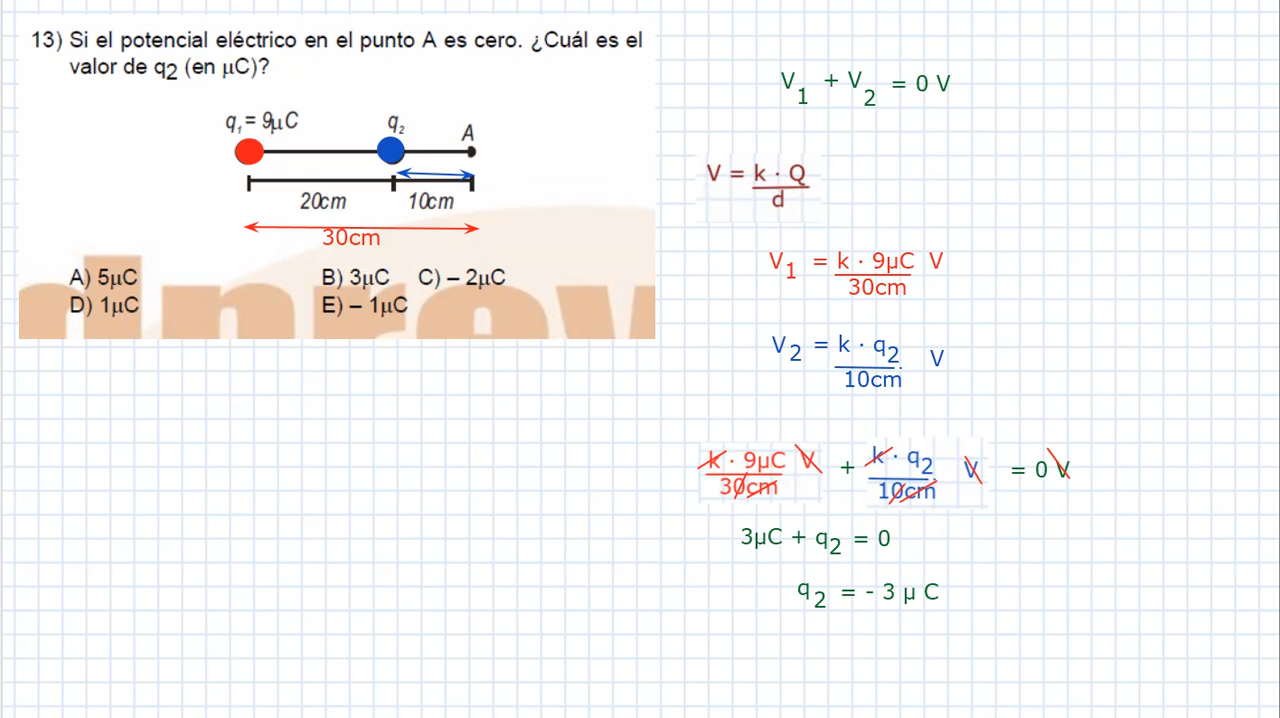 13) Si el potencial eléctrico en el punto A es cero. ¿Cuál es el
valor de q2 (en µC)?
q1 = 9µC q2 A
20cm 10cm
30cm
A) 5µC B) 3µC C) – 2µC
D) 1µC E) – 1µC
V1 + V2 = 0 V
V = k · Q
d
V1 = k · 9µC V
30cm
V2 = k · q2 V
10cm
k · 9µC V + k · q2 V = 0 V
30cm 10cm
3µC + q2 = 0
q2 = - 3 µ C